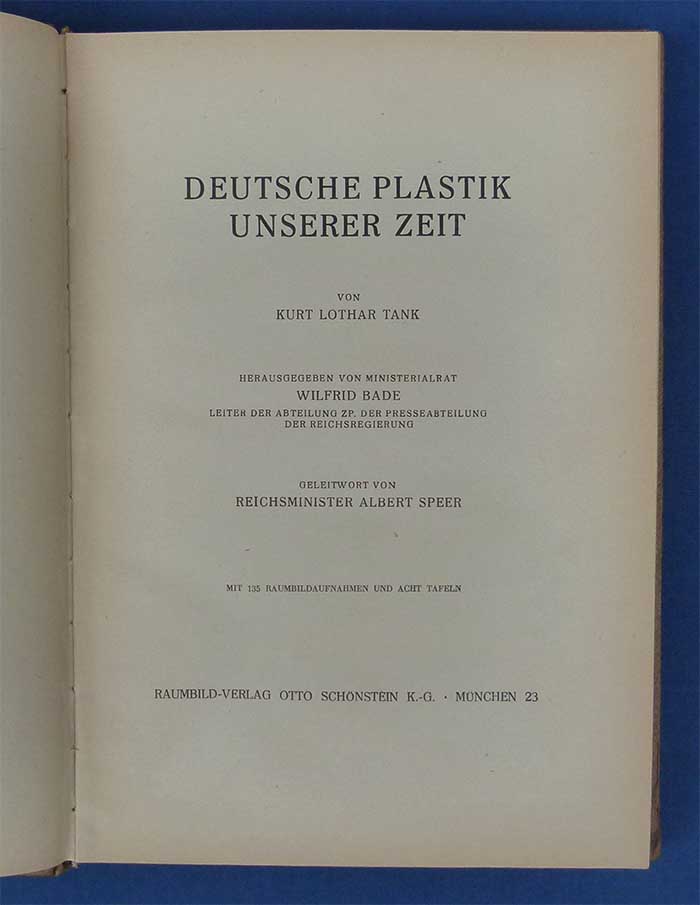 DEUTSCHE PLASTIK
UNSERER ZEIT
VON
KURT LOTHAR TANK
HERAUSGEGEBEN VON MINISTERIALRAT
WILFRID BADE
LEITER DER ABTEILUNG ZP. DER PRESSEABTEILUNG
DER REICHSREGIERUNG
GELEITWORT VON
REICHSMINISTER ALBERT SPEER
MIT 135 RAUMBILDAUFNAHMEN UND ACHT TAFELN
RAUMBILD-VERLAG OTTO SCHÖNSTEIN K.-G. · MÜNCHEN 23